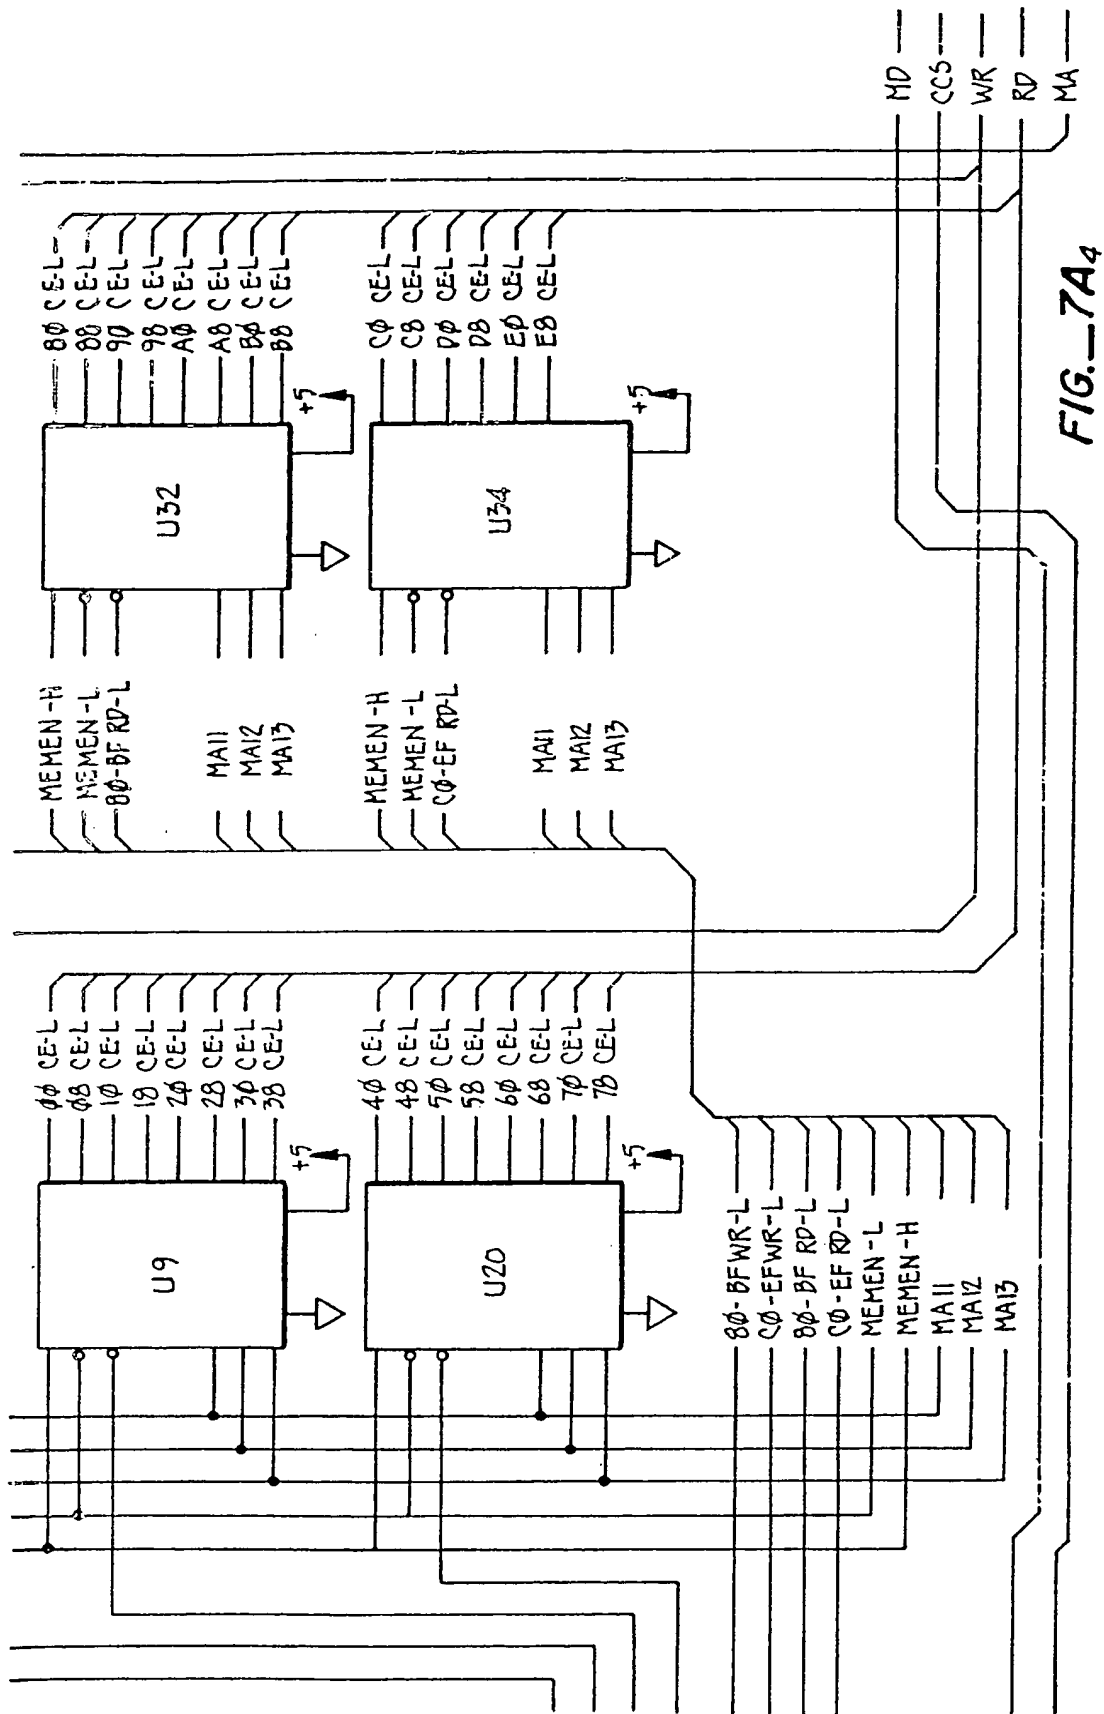 MEMEN-H
MEMEN-L
8Ø-BF RD-L
MA11
MA12
MA13
U32
+5
8Ø CE-L
88 CE-L
9Ø CE-L
98 CE-L
AØ CE-L
A8 CE-L
BØ CE-L
B8 CE-L
MEMEN-H
MEMEN-L
CØ-EF RD-L
MA11
MA12
MA13
U34
+5
CØ CE-L
C8 CE-L
DØ CE-L
D8 CE-L
EØ CE-L
E8 CE-L
U9
+5
ØØ CE-L
Ø8 CE-L
1Ø CE-L
18 CE-L
2Ø CE-L
28 CE-L
3Ø CE-L
38 CE-L
U20
+5
4Ø CE-L
48 CE-L
5Ø CE-L
58 CE-L
6Ø CE-L
68 CE-L
7Ø CE-L
78 CE-L
8Ø-BFWR-L
CØ-EFWR-L
8Ø-BF RD-L
CØ-EF RD-L
MEMEN-L
MEMEN-H
MA11
MA12
MA13
MD
CCS
WR
RD
MA
FIG._7A4